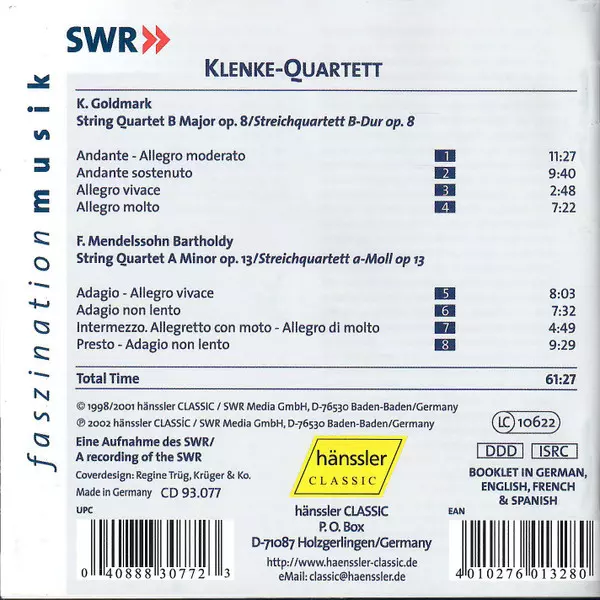 SWR
KLENKE-QUARTETT
faszination musik
K. Goldmark
String Quartet B Major op. 8/Streichquartett B-Dur op. 8
Andante - Allegro moderato 1 11:27
Andante sostenuto 2 9:40
Allegro vivace 3 2:48
Allegro molto 4 7:22
F. Mendelssohn Bartholdy
String Quartet A Minor op. 13/Streichquartett a-Moll op 13
Adagio - Allegro vivace 5 8:03
Adagio non lento 6 7:32
Intermezzo. Allegretto con moto - Allegro di molto 7 4:49
Presto - Adagio non lento 8 9:29
Total Time 61:27
© 1998/2001 hänssler CLASSIC / SWR Media GmbH, D-76530 Baden-Baden/Germany
℗ 2002 hänssler CLASSIC / SWR Media GmbH, D-76530 Baden-Baden/Germany
LC 10622
Eine Aufnahme des SWR/
A recording of the SWR
Coverdesign: Regine Trüg, Krüger & Ko.
Made in Germany CD 93.077
hänssler
CLASSIC
DDD ISRC
BOOKLET IN GERMAN,
ENGLISH, FRENCH
& SPANISH
UPC
0 40888 30772 3
hänssler CLASSIC
P. O. Box
D-71087 Holzgerlingen/Germany
http://www.haenssler-classic.de
eMail: classic@haenssler.de
EAN
4 010276 013280